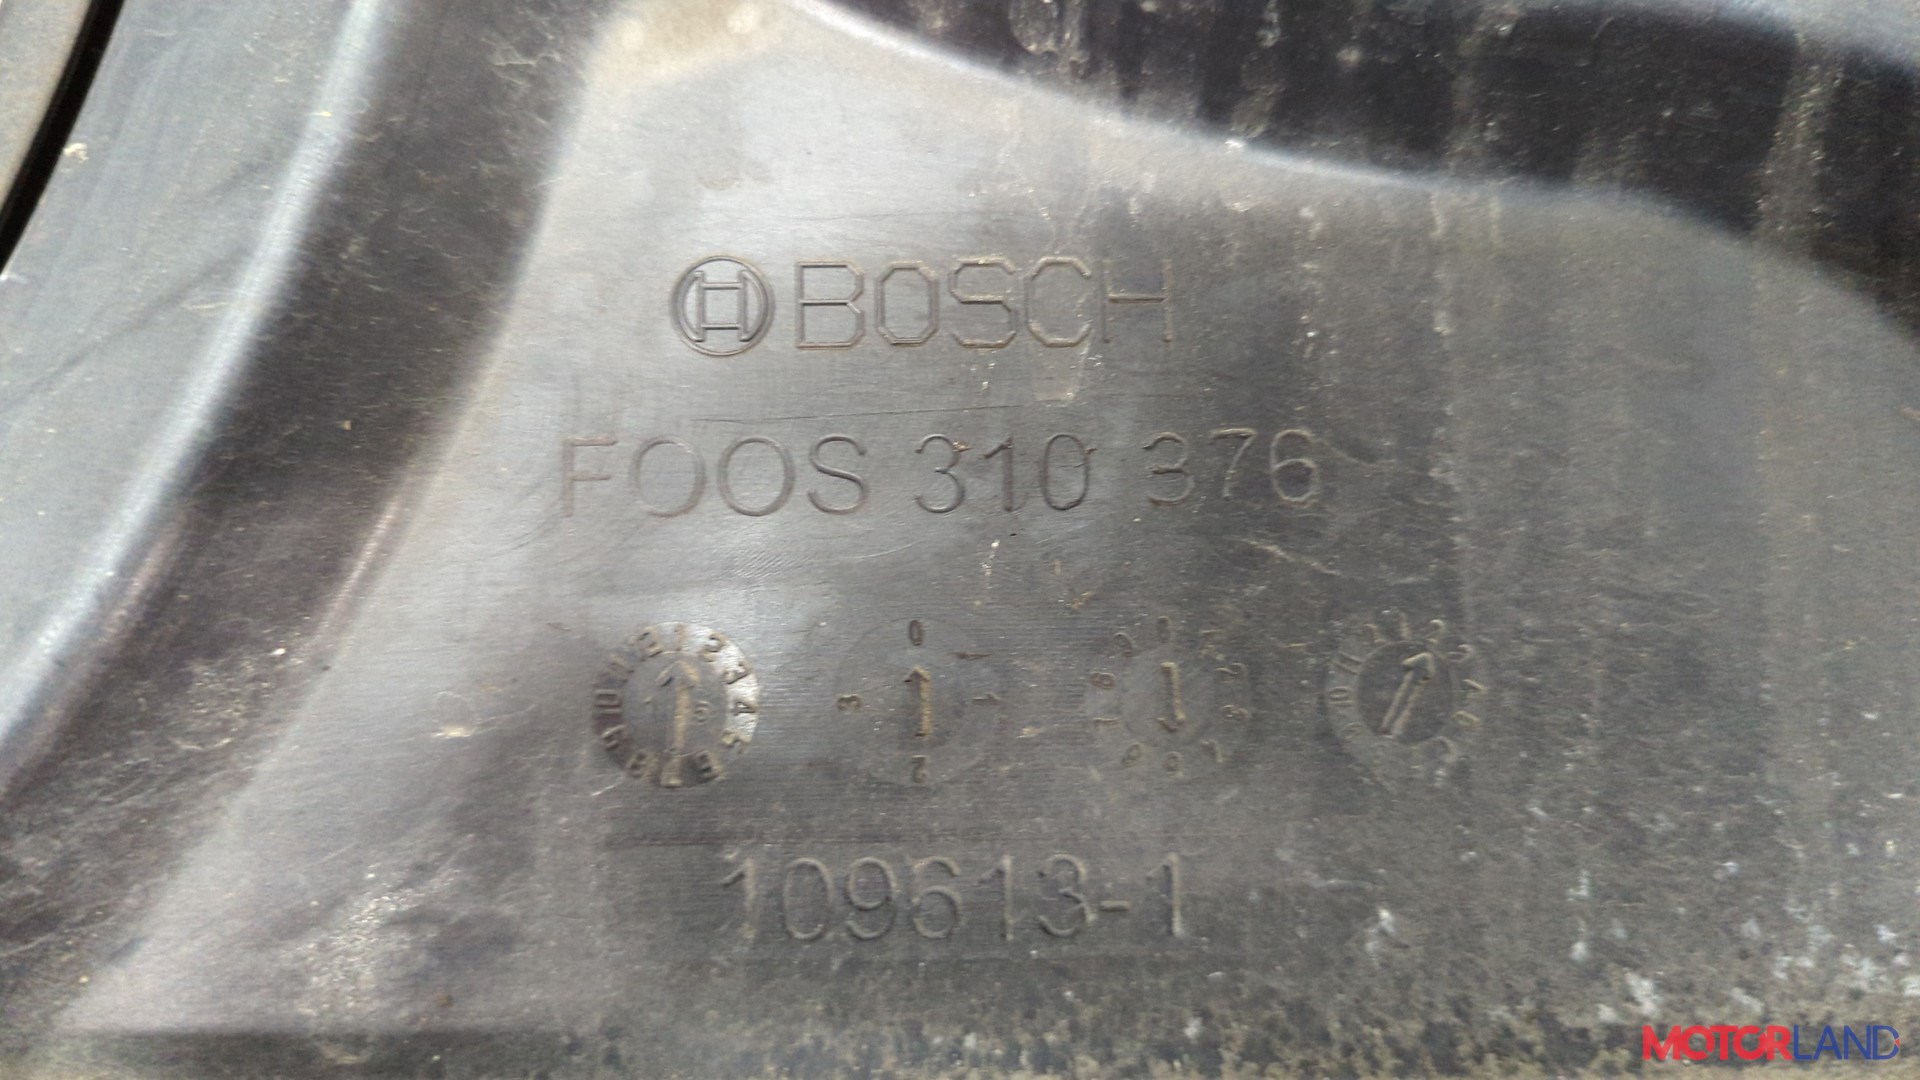 BOSCH
FOOS 310 376
109613-1
MOTORLAND